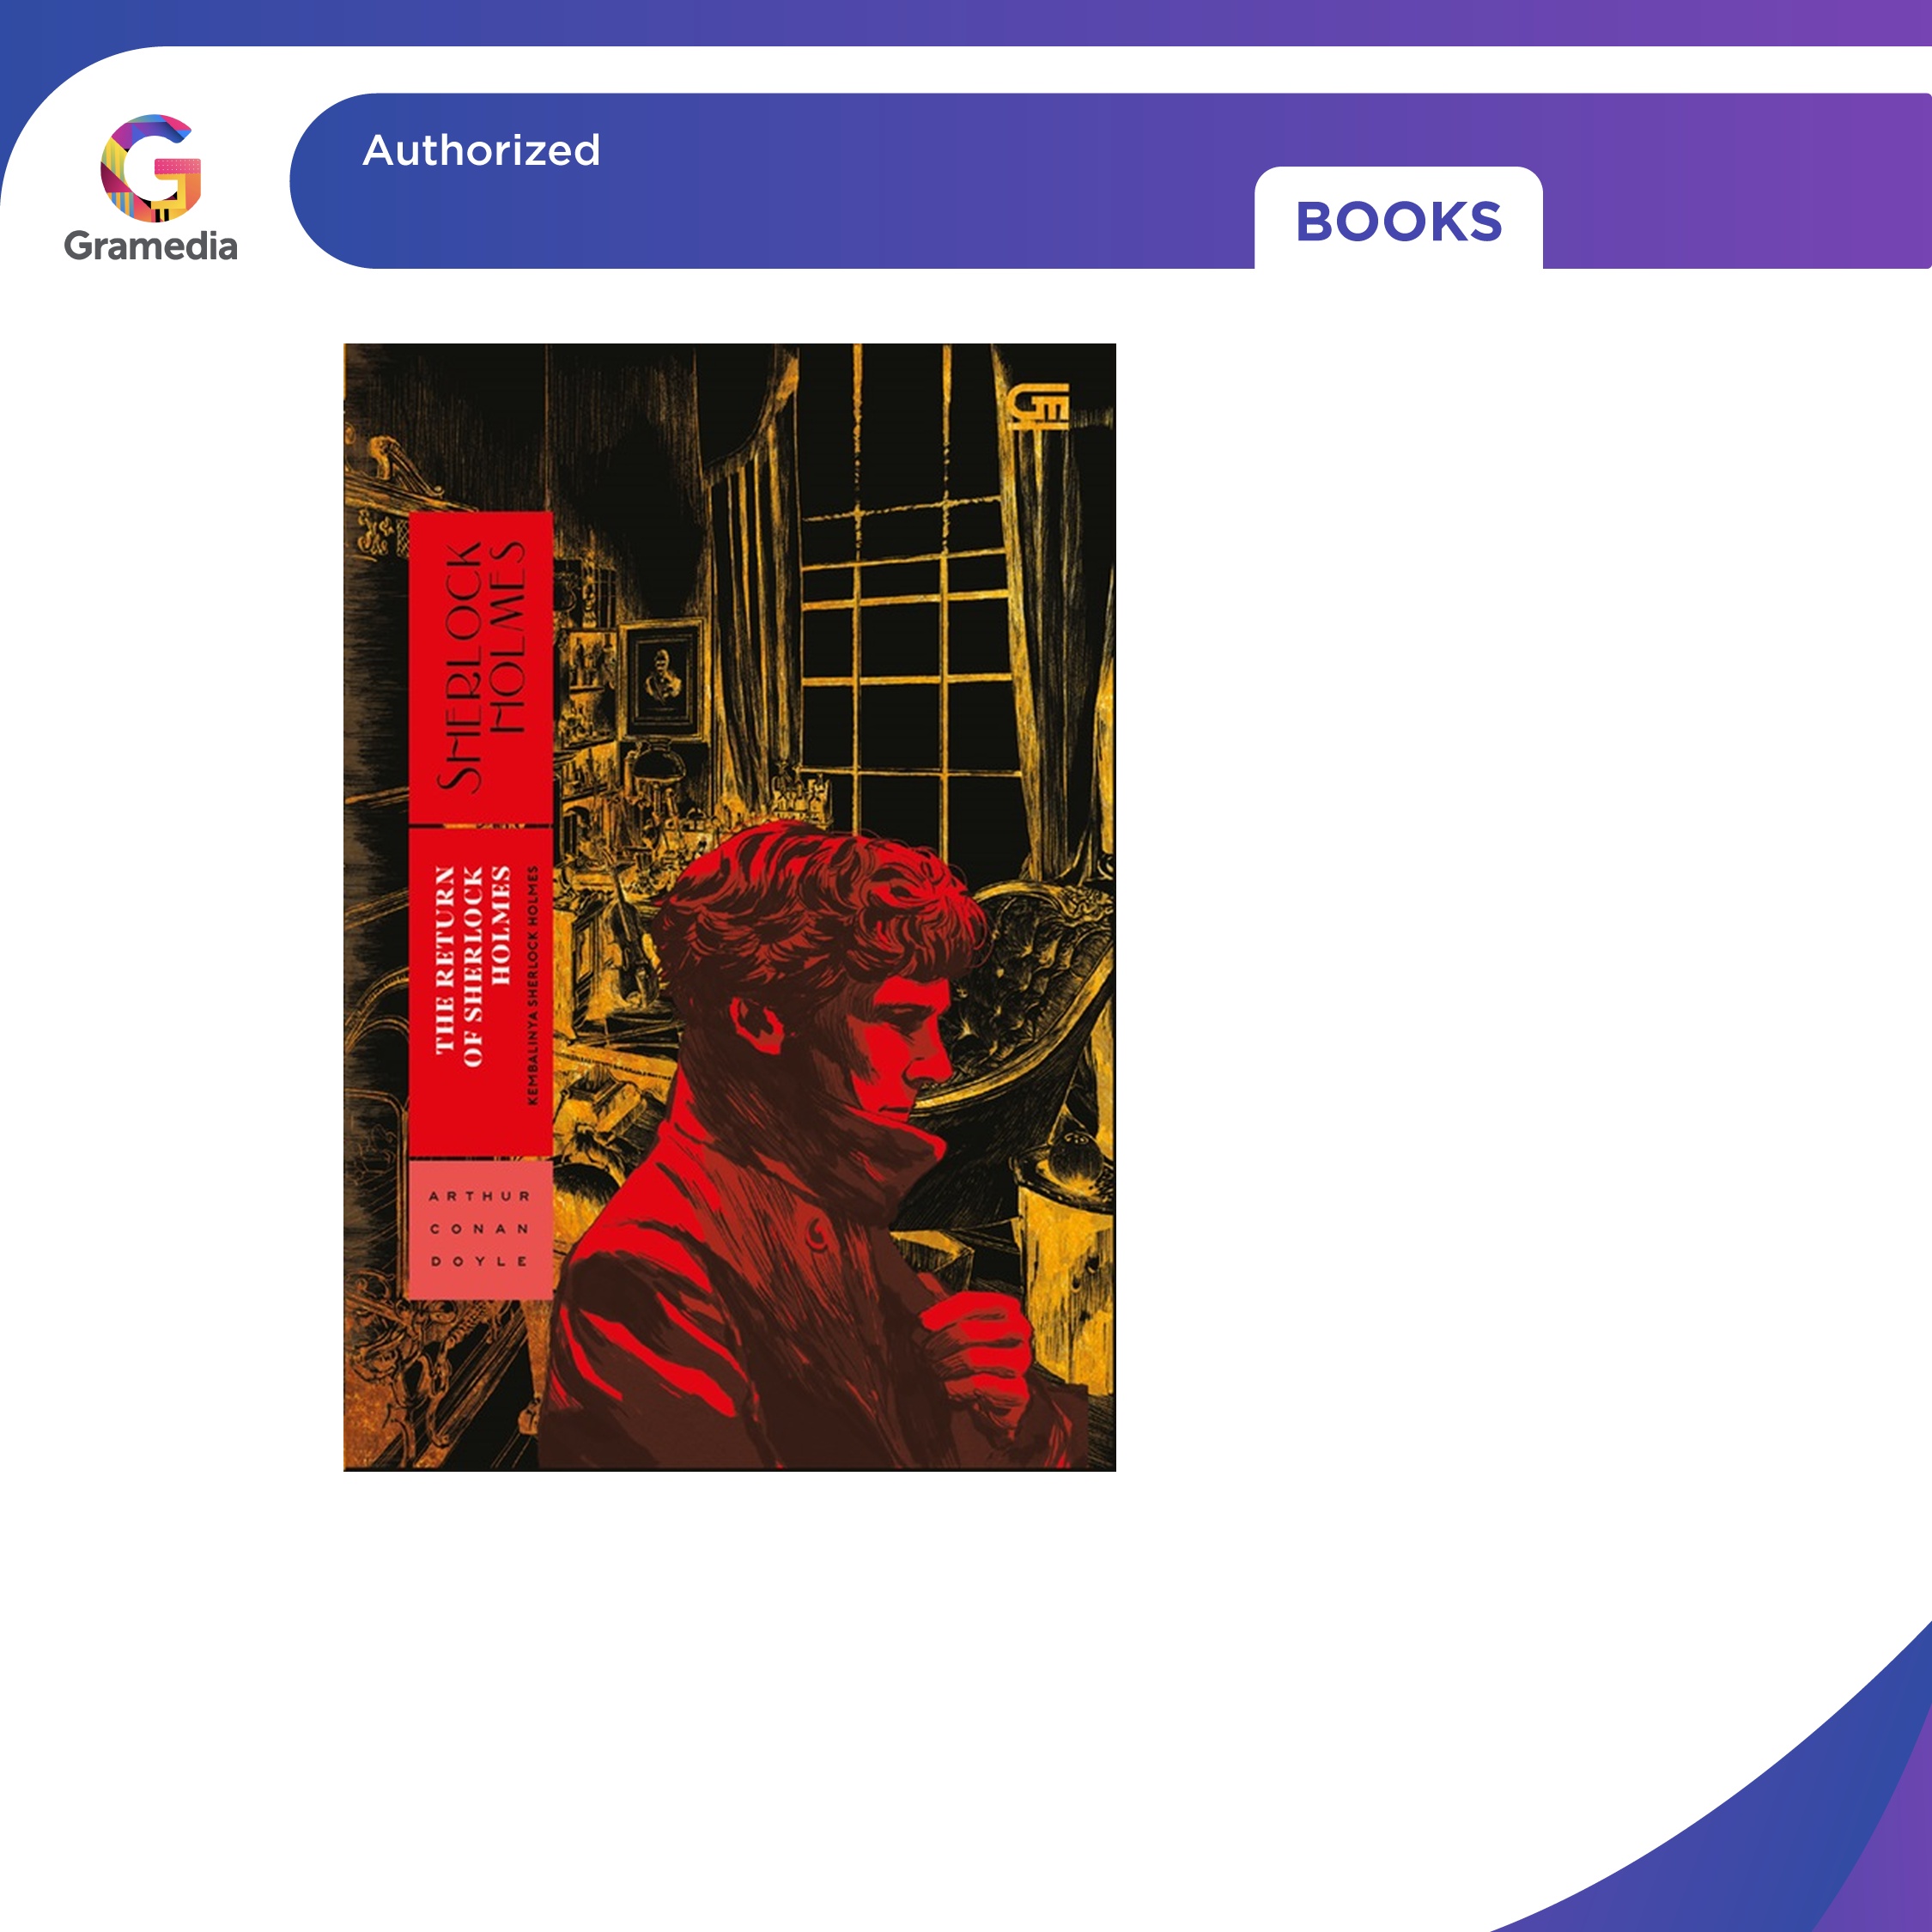 Gramedia
Authorized
BOOKS
GM
SHERLOCK
HOLMES
THE RETURN
OF SHERLOCK
HOLMES
KEMBALINYA SHERLOCK HOLMES
ARTHUR
CONAN
DOYLE